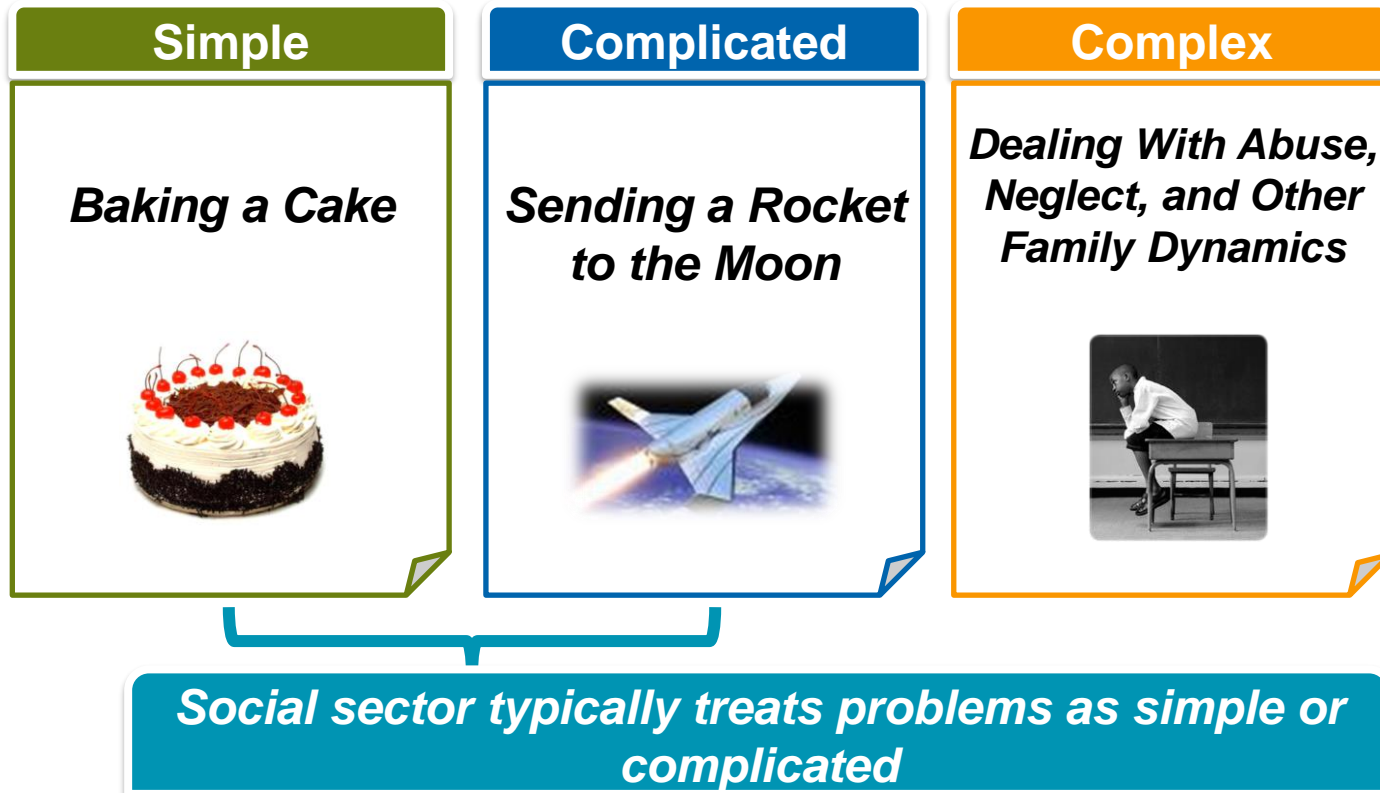 Simple
Complicated
Complex
Baking a Cake
Sending a Rocket
to the Moon
Dealing With Abuse,
Neglect, and Other
Family Dynamics
Social sector typically treats problems as simple or
complicated